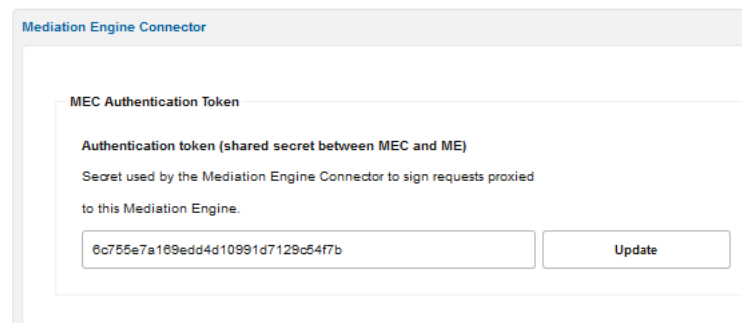 Mediation Engine Connector
MEC Authentication Token
Authentication token (shared secret between MEC and ME)
Secret used by the Mediation Engine Connector to sign requests proxied
to this Mediation Engine.
6c755e7a169edd4d10991d7129c54f7b Update